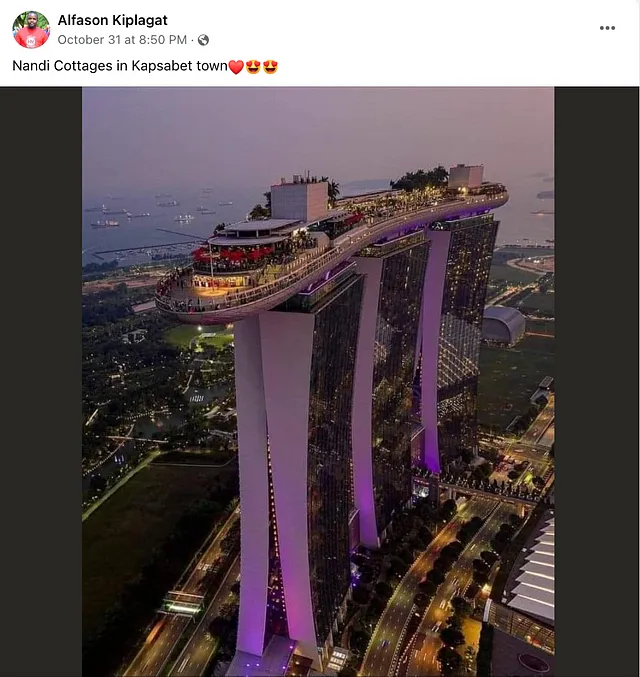 Alfason Kiplagat
October 31 at 8:50 PM ·
Nandi Cottages in Kapsabet town❤️😍😍